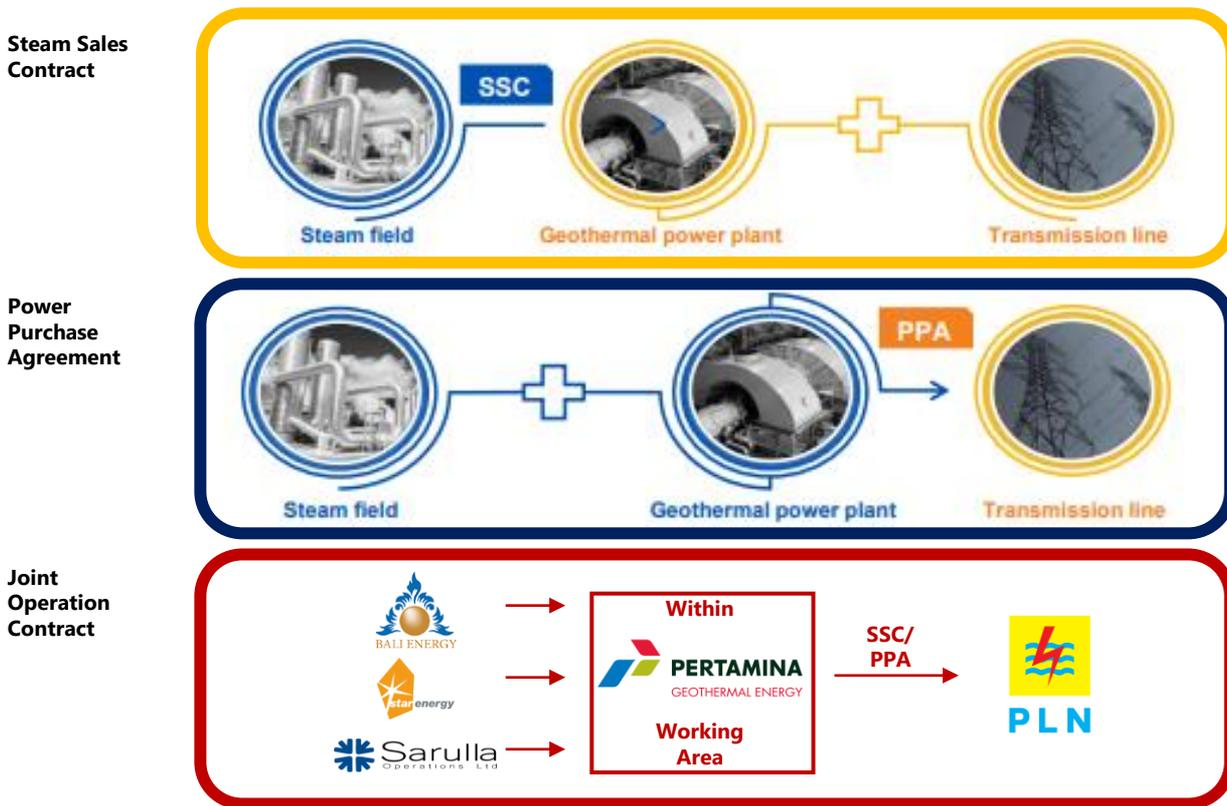 Steam Sales
Contract
SSC
Steam field
Geothermal power plant
Transmission line
Power
Purchase
Agreement
PPA
Steam field
Geothermal power plant
Transmission line
Joint
Operation
Contract
BALI ENERGY
star energy
Sarulla
Operations Ltd
Within
PERTAMINA
GEOTHERMAL ENERGY
Working
Area
SSC/
PPA
PLN